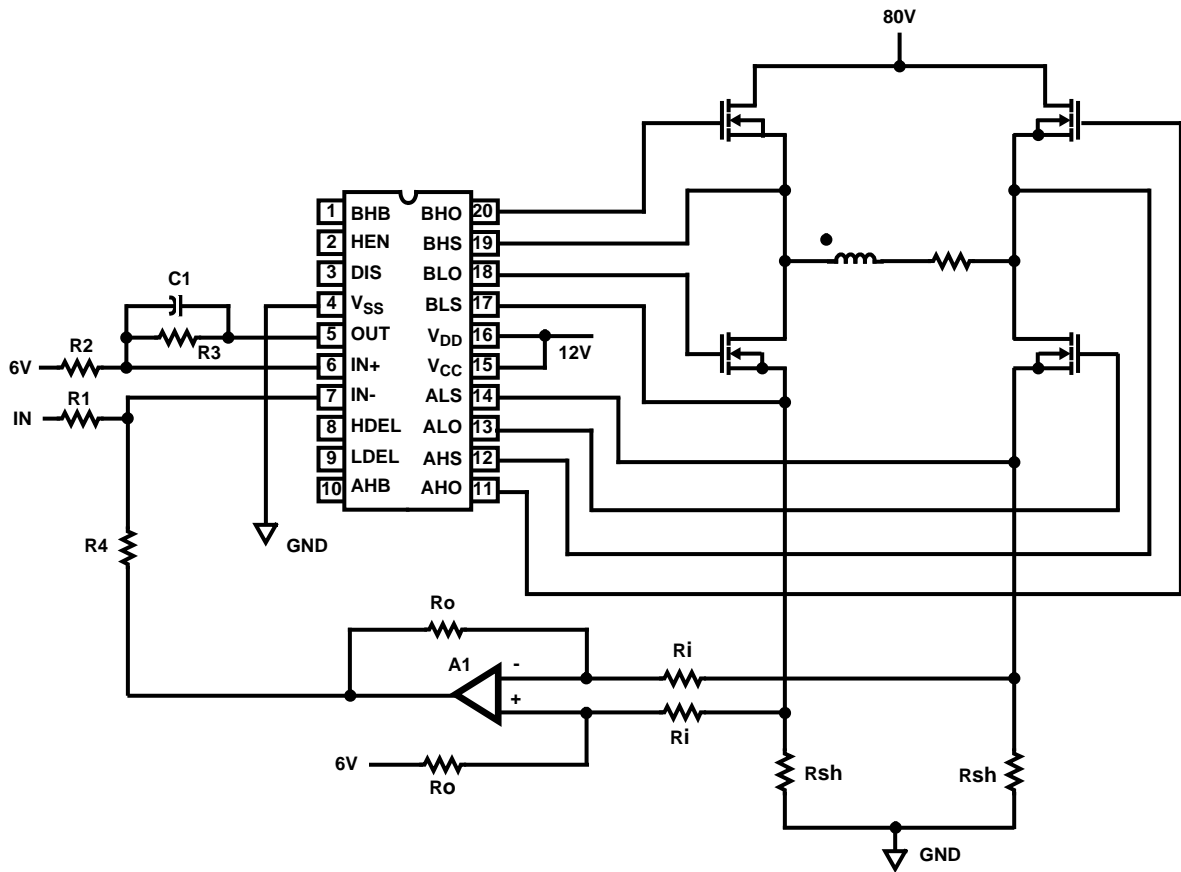 80V
1 BHB BHO 20
2 HEN BHS 19
3 DIS BLO 18
4 VSS BLS 17
5 OUT VDD 16
6 IN+ VCC 15
7 IN- ALS 14
8 HDEL ALO 13
9 LDEL AHS 12
10 AHB AHO 11
C1
R3
R2
6V
R1
IN
12V
R4
GND
Ro
A1
-
+
Ri
Ri
6V
Ro
Rsh
Rsh
GND